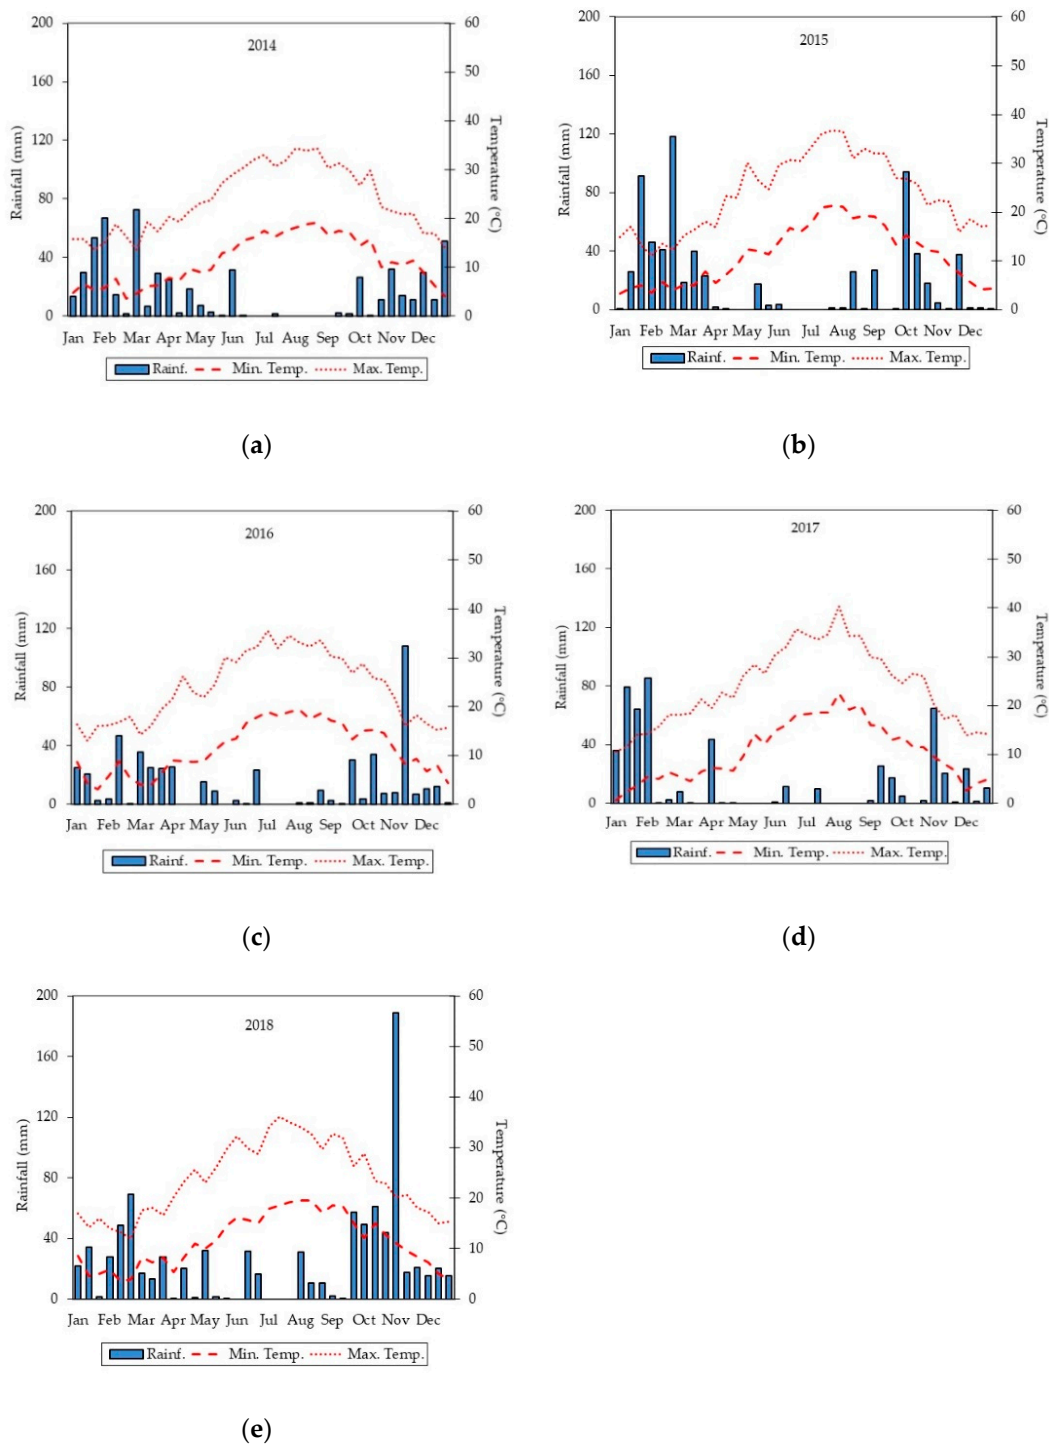 2014
200
160
120
80
40
0
Rainfall (mm)
60
50
40
30
20
10
0
Temperature (°C)
Jan Feb Mar Apr May Jun Jul Aug Sep Oct Nov Dec
Rainf. Min. Temp. Max. Temp.
(a)
2015
200
160
120
80
40
0
Rainfall (mm)
60
50
40
30
20
10
0
Temperature (°C)
Jan Feb Mar Apr May Jun Jul Aug Sep Oct Nov Dec
Rainf. Min. Temp. Max. Temp.
(b)
2016
200
160
120
80
40
0
Rainfall (mm)
60
50
40
30
20
10
0
Temperature (°C)
Jan Feb Mar Apr May Jun Jul Aug Sep Oct Nov Dec
Rainf. Min. Temp. Max. Temp.
(c)
2017
200
160
120
80
40
0
Rainfall (mm)
60
50
40
30
20
10
0
Temperature (°C)
Jan Feb Mar Apr May Jun Jul Aug Sep Oct Nov Dec
Rainf. Min. Temp. Max. Temp.
(d)
2018
200
160
120
80
40
0
Rainfall (mm)
60
50
40
30
20
10
0
Temperature (°C)
Jan Feb Mar Apr May Jun Jul Aug Sep Oct Nov Dec
Rainf. Min. Temp. Max. Temp.
(e)